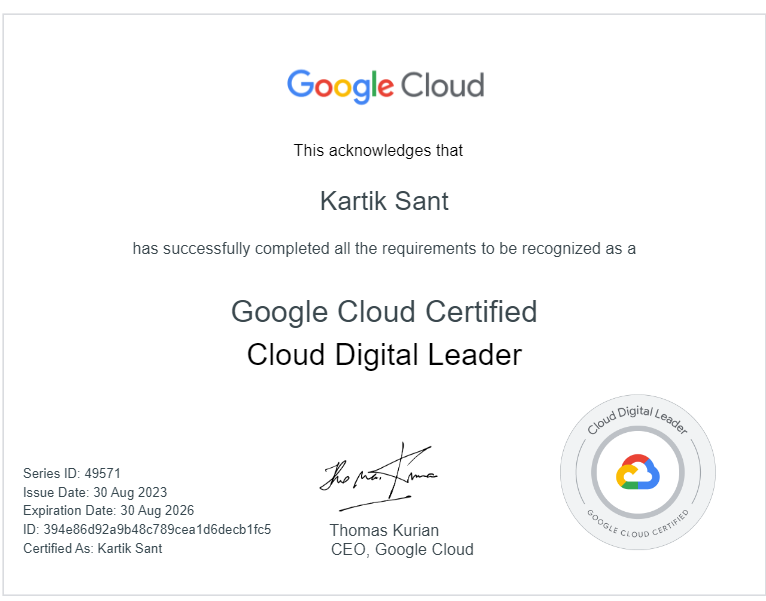 Google Cloud
This acknowledges that
Kartik Sant
has successfully completed all the requirements to be recognized as a
Google Cloud Certified
Cloud Digital Leader
Series ID: 49571
Issue Date: 30 Aug 2023
Expiration Date: 30 Aug 2026
ID: 394e86d92a9b48c789cea1d6decb1fc5
Certified As: Kartik Sant
Thomas Kurian
CEO, Google Cloud
Cloud Digital Leader
GOOGLE CLOUD CERTIFIED